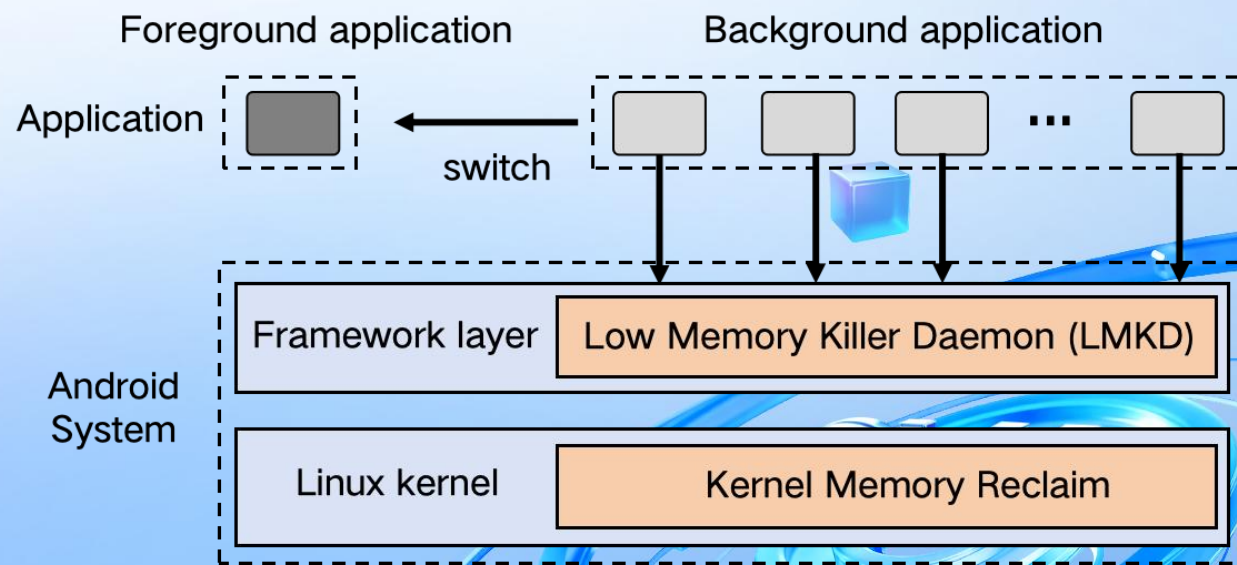 Foreground application
Background application
Application
...
switch
Framework layer
Low Memory Killer Daemon (LMKD)
Android
System
Linux kernel
Kernel Memory Reclaim